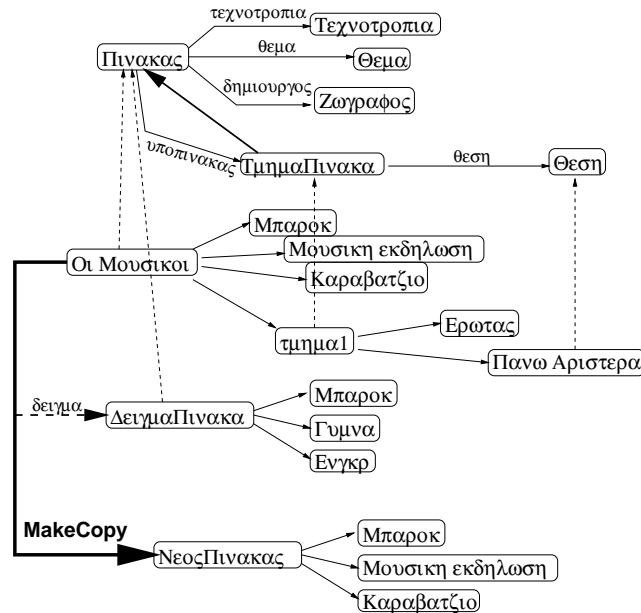 τεχνοτροπια
Τεχνοτροπια
Πινακας
θεμα
Θεμα
δημιουργος
Ζωγραφος
υποπινακας
ΤμημαΠινακα
θεση
Θεση
Μπαροκ
Οι Μουσικοι
Μουσικη εκδηλωση
Καραβατζιο
τμημα1
Ερωτας
Πανω Αριστερα
δειγμα
ΔειγμαΠινακα
Μπαροκ
Γυμνα
Ενγκρ
MakeCopy
ΝεοςΠινακας
Μπαροκ
Μουσικη εκδηλωση
Καραβατζιο